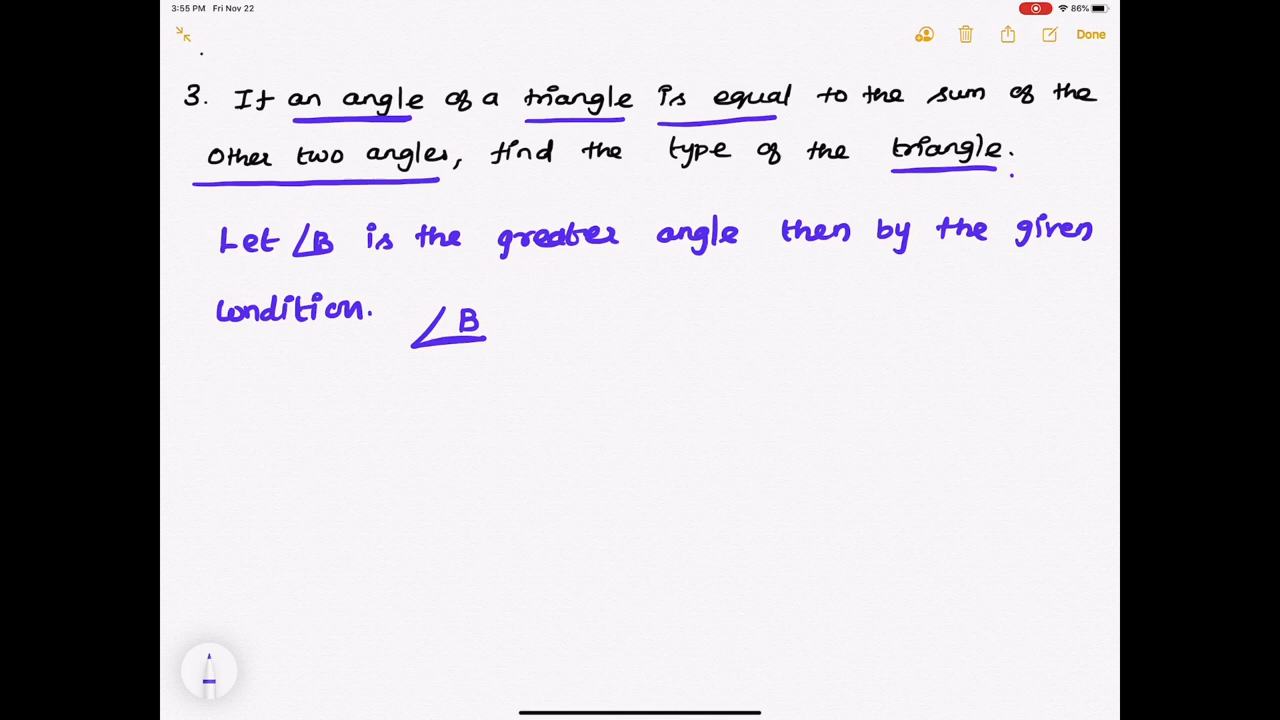 3:55 PM Fri Nov 22
86%
Done
3. If an angle of a triangle is equal to the sum of the
other two angles, find the type of the triangle.
Let ∠B is the greater angle then by the given
condition. ∠B